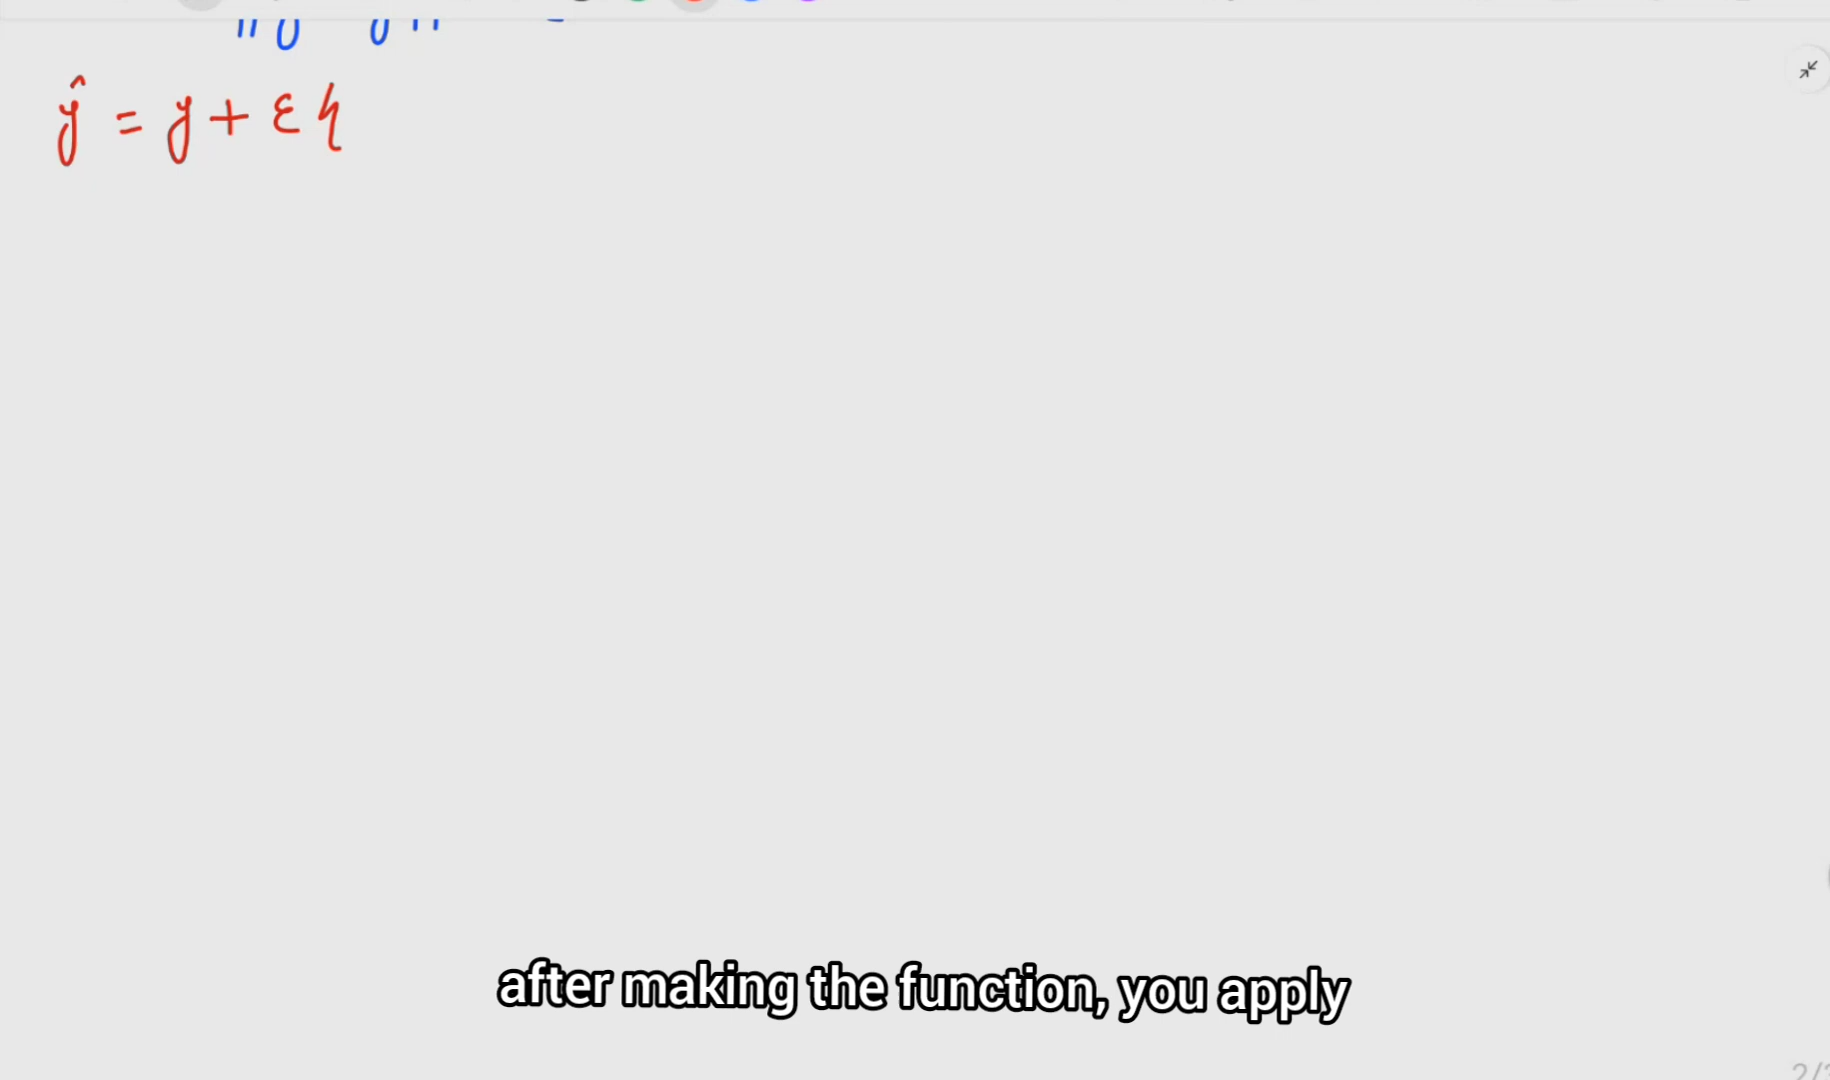 ŷ = y + εη
after making the function, you apply